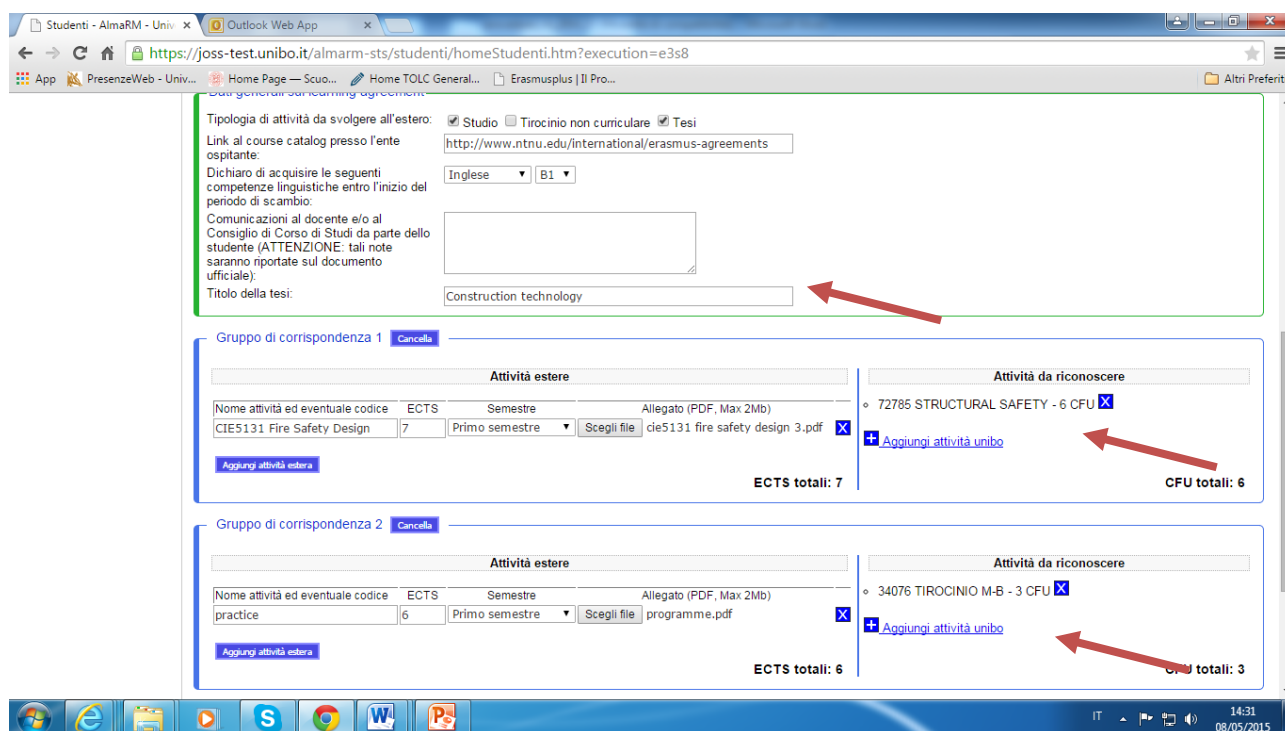 Studenti - AlmaRM - Univ
Outlook Web App
https://joss-test.unibo.it/almarm-sts/studenti/homeStudenti.htm?execution=e3s8
App PresenzeWeb - Univ... Home Page — Scuo... Home TOLC General... Erasmusplus | Il Pro... Altri Preferit
Dati generali sul learning agreement
Tipologia di attività da svolgere all'estero: Studio Tirocinio non curriculare Tesi
Link al course catalog presso l'ente
ospitante:
http://www.ntnu.edu/international/erasmus-agreements
Dichiaro di acquisire le seguenti
competenze linguistiche entro l'inizio del
periodo di scambio:
Inglese B1
Comunicazioni al docente e/o al
Consiglio di Corso di Studi da parte dello
studente (ATTENZIONE: tali note
saranno riportate sul documento
ufficiale):
Titolo della tesi: Construction technology
Gruppo di corrispondenza 1 Cancella
Attività estere
Nome attività ed eventuale codice ECTS Semestre Allegato (PDF, Max 2Mb)
CIE5131 Fire Safety Design 7 Primo semestre Scegli file cie5131 fire safety design 3.pdf X
Aggiungi attività estera
ECTS totali: 7
Attività da riconoscere
72785 STRUCTURAL SAFETY - 6 CFU X
+ Aggiungi attività unibo
CFU totali: 6
Gruppo di corrispondenza 2 Cancella
Attività estere
Nome attività ed eventuale codice ECTS Semestre Allegato (PDF, Max 2Mb)
practice 6 Primo semestre Scegli file programme.pdf X
Aggiungi attività estera
ECTS totali: 6
Attività da riconoscere
34076 TIROCINIO M-B - 3 CFU X
+ Aggiungi attività unibo
CFU totali: 3
IT 14:31
08/05/2015